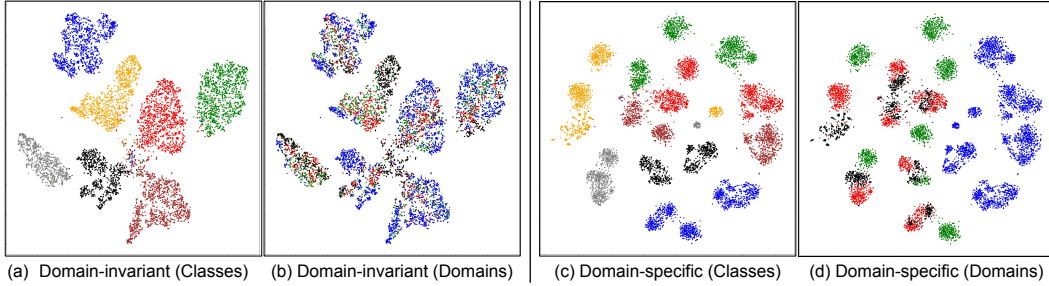 (a) Domain-invariant (Classes)
(b) Domain-invariant (Domains)
(c) Domain-specific (Classes)
(d) Domain-specific (Domains)